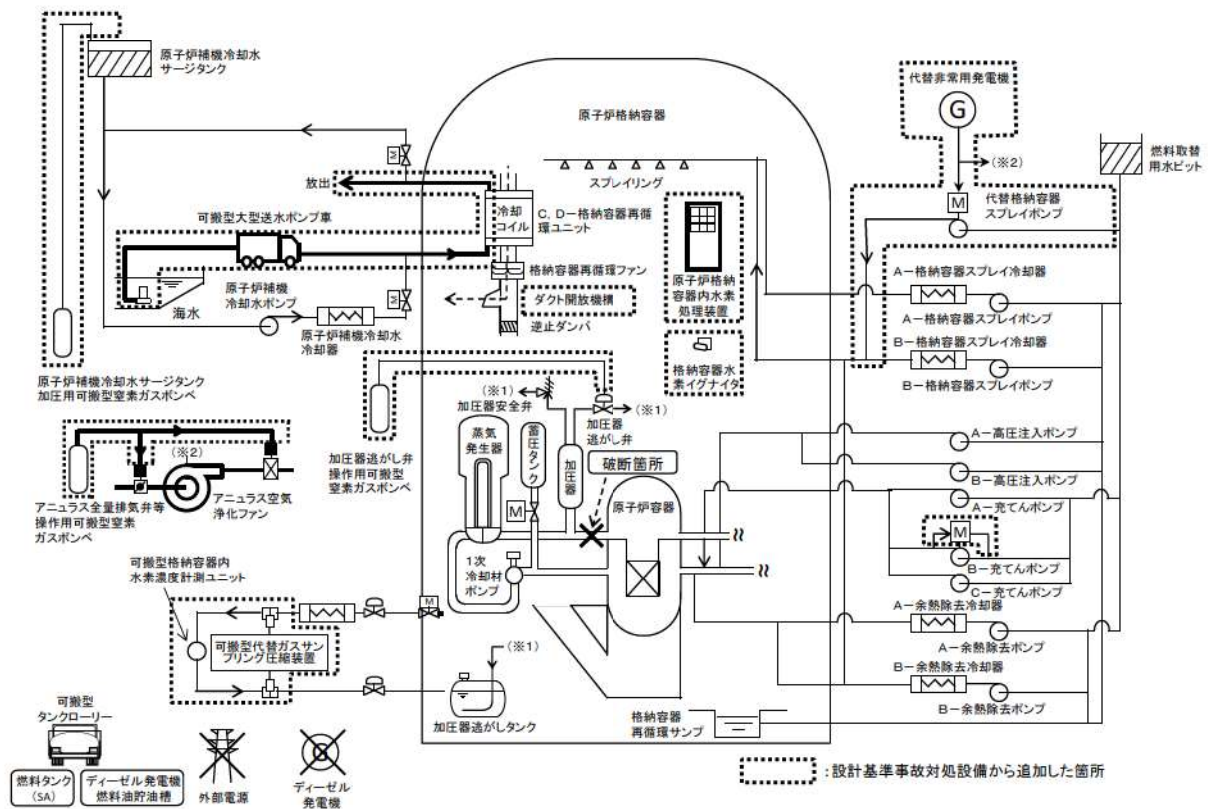 原子炉補機冷却水
サージタンク
原子炉格納容器
代替非常用発電機
G
(※2)
燃料取替
用水ピット
M
放出
スプレイリング
M
代替格納容器
スプレイポンプ
可搬型大型送水ポンプ車
冷却
コイル
C,D-格納容器再循
環ユニット
格納容器再循環ファン
原子炉格納
容器内水素
処理装置
A-格納容器スプレイ冷却器
A-格納容器スプレイポンプ
海水
原子炉補機
冷却水ポンプ
M
ダクト開放機構
逆止ダンパ
原子炉補機冷却水
冷却器
B-格納容器スプレイ冷却器
B-格納容器スプレイポンプ
格納容器水
素イグナイタ
原子炉補機冷却水サージタンク
加圧用可搬型窒素ガスボンベ
(※1)
加圧器安全弁
(※1)
加圧器
逃がし弁
加圧器逃がし弁
操作用可搬型
窒素ガスボンベ
蒸気
発生器
蓄圧タンク
加圧器
破断箇所
原子炉容器
M
1次
冷却材
ポンプ
A-高圧注入ポンプ
B-高圧注入ポンプ
A-充てんポンプ
M
B-充てんポンプ
C-充てんポンプ
(※2)
アニュラス空気
浄化ファン
アニュラス全量排気弁等
操作用可搬型窒素
ガスボンベ
可搬型格納容器内
水素濃度計測ユニット
M
可搬型代替ガスサン
プリング圧縮装置
(※1)
加圧器逃がしタンク
A-余熱除去冷却器
A-余熱除去ポンプ
B-余熱除去冷却器
B-余熱除去ポンプ
格納容器
再循環サンプ
可搬型
タンクローリー
燃料タンク
(SA)
ディーゼル発電機
燃料油貯油槽
外部電源
G
ディーゼル
発電機
:設計基準事故対処設備から追加した箇所